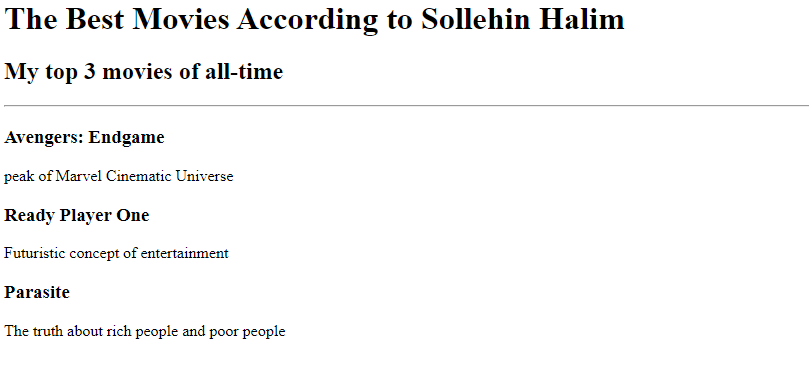 The Best Movies According to Sollehin Halim
My top 3 movies of all-time
Avengers: Endgame
peak of Marvel Cinematic Universe
Ready Player One
Futuristic concept of entertainment
Parasite
The truth about rich people and poor people